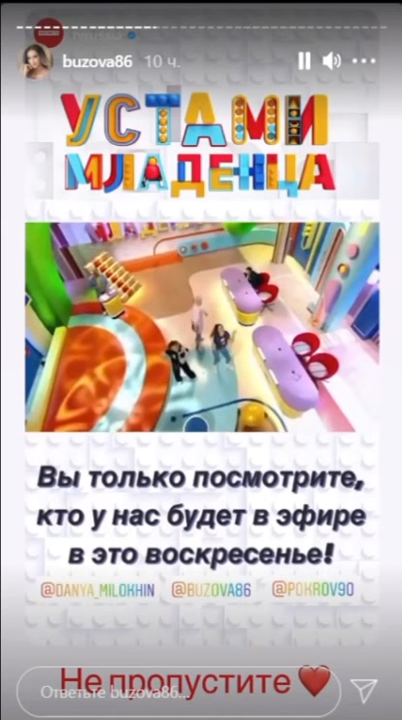 buzova86 10 ч.
УСТАМИ
МЛАДЕНЦА
Вы только посмотрите,
кто у нас будет в эфире
в это воскресенье!
@DANYA_MILOKHIN @BUZOVA86 @POKROV90
Не пропустите ❤
Ответьте buzova86...